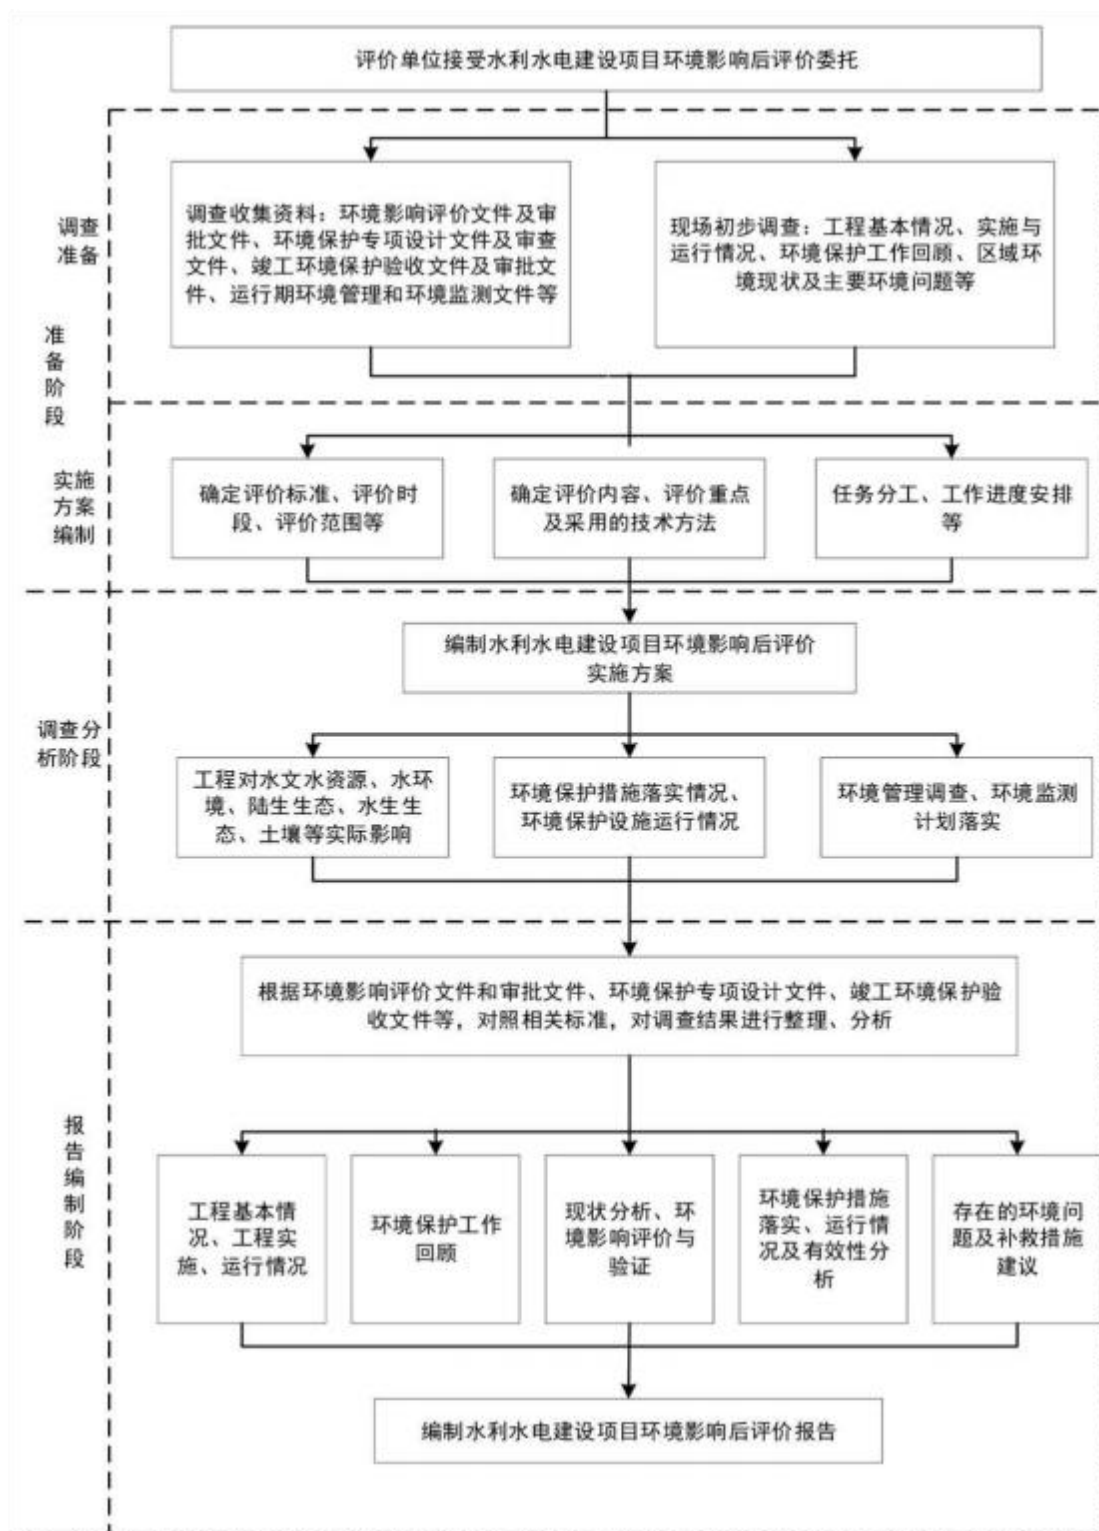 评价单位接受水利水电建设项目环境影响后评价委托
调查
准备
调查收集资料：环境影响评价文件及审
批文件、环境保护专项设计文件及审查
文件、竣工环境保护验收文件及审批文
件、运行期环境管理和环境监测文件等
现场初步调查：工程基本情况、实施与
运行情况、环境保护工作回顾、区域环
境现状及主要环境问题等
准
备
阶
段
实施
方案
编制
确定评价标准、评价时
段、评价范围等
确定评价内容、评价重点
及采用的技术方法
任务分工、工作进度安排
等
编制水利水电建设项目环境影响后评价
实施方案
调查分
析阶段
工程对水文水资源、水环
境、陆生生态、水生生
态、土壤等实际影响
环境保护措施落实情况、
环境保护设施运行情况
环境管理调查、环境监测
计划落实
根据环境影响评价文件和审批文件、环境保护专项设计文件、竣工环境保护验
收文件等，对照相关标准，对调查结果进行整理、分析
报
告
编
制
阶
段
工程基本情
况、工程实
施、运行情况
环境保护工作
回顾
现状分析、环
境影响评价与
验证
环境保护措施
落实、运行情
况及有效性分
析
存在的环境问
题及补救措施
建议
编制水利水电建设项目环境影响后评价报告